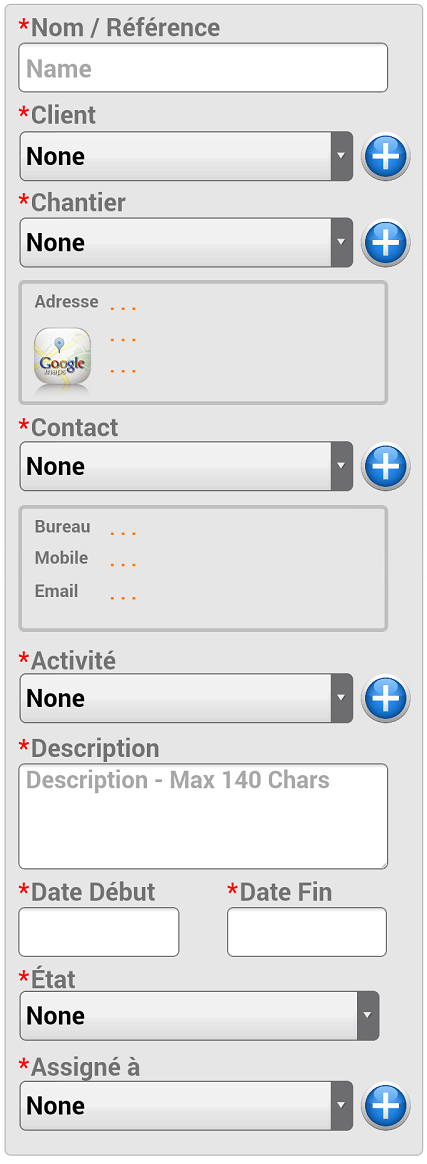 *Nom / Référence
Name
*Client
None
*Chantier
None
Adresse ...
...
Google
maps
...
*Contact
None
Bureau ...
Mobile ...
Email ...
*Activité
None
*Description
Description - Max 140 Chars
*Date Début *Date Fin
*État
None
*Assigné à
None